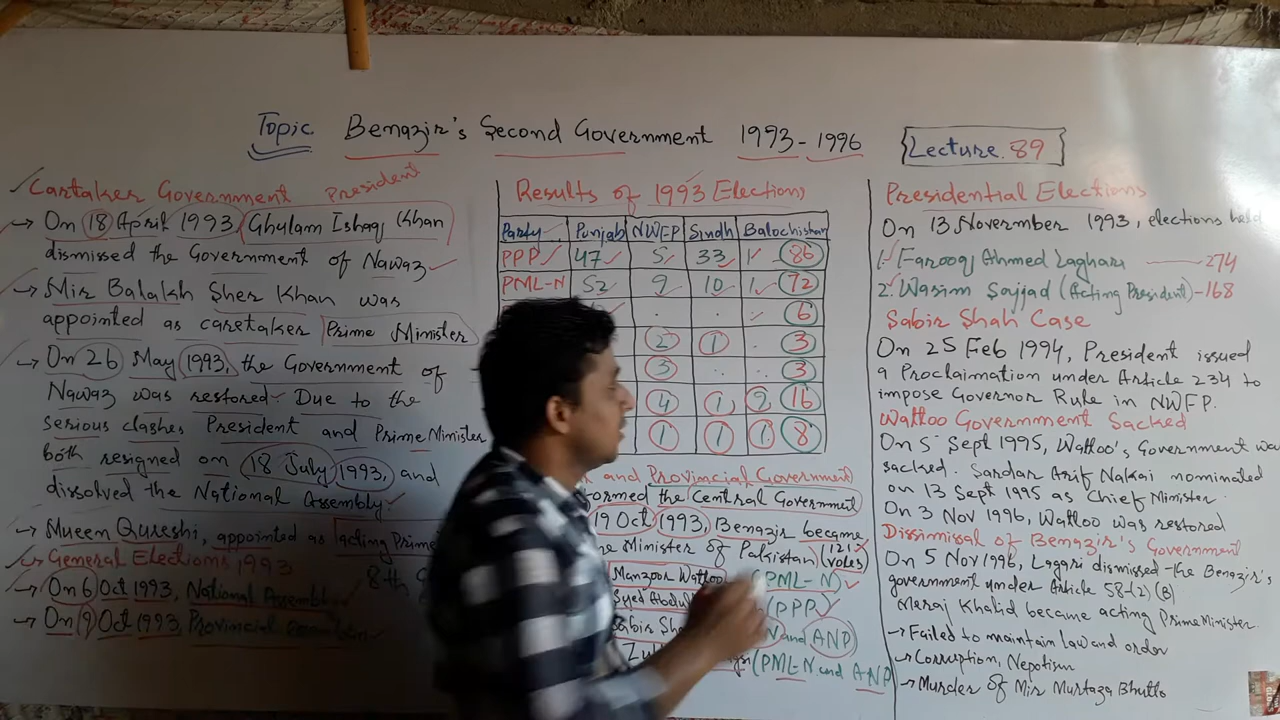 Topic. Benazir's Second Government 1993-1996
Lecture. 89
Cartaker Government President
→ On 18 April 1993 Ghulam Ishaq Khan
dismissed the Government of Nawaz
→ Mir Balakh Sher Khan was
appointed as caretaker Prime Minister
→ On 26 May 1993, the Government of
Nawaz was restored Due to the
serious clashes President and Prime Minister
both resigned on 18 July 1993, and
dissolved the National Assembly
→ Mueen Qureshi, appointed as acting Prime
General Elections 1993
8th
→ On 6 Oct 1993, National Assembly
→ On 9 Oct 1993, Provincial Assemblies
Results of 1993 Elections
Party Punjab NWFP Sindh Balochistan
PPP 47 5 33 1 86
PML-N 52 9 10 1 72
6
2 1 3
3 3
4 1 2 16
1 1 1 8
and Provincial Government
formed the Central Government
19 Oct 1993, Benazir became
Minister of Pakistan (121 votes)
Manzoor Wattoo PML-N)
Syed Abdul (PPP)
Sabir Sha N and ANP
(PML-N and ANP
Presidential Elections
On 13 Novermber 1993, elections held
1. Farooq Ahmed Laghari —— 274
2. Wasim Sajjad (Acting President) - 168
Sabir Shah Case
On 25 Feb 1994, President issued
a Proclaimation under Article 234 to
impose Governor Rule in NWFP.
Wattoo Government Sacked
On 5 Sept 1995, Wattoo's Government was
sacked. Sardar Arif Nakai nominated
on 13 Sept 1995 as Chief Minister.
On 3 Nov 1996, Wattoo was restored
Dissimisal of Benazir's Government
On 5 Nov 1996, Lagari dismissed the Benazir's
government under Article 58-(2)(B)
Meraj Khalid became acting Prime Minister.
→ Failed to maintain law and order
→ Corruption, Nepotism
→ Murder of Mir Murtaza Bhutto